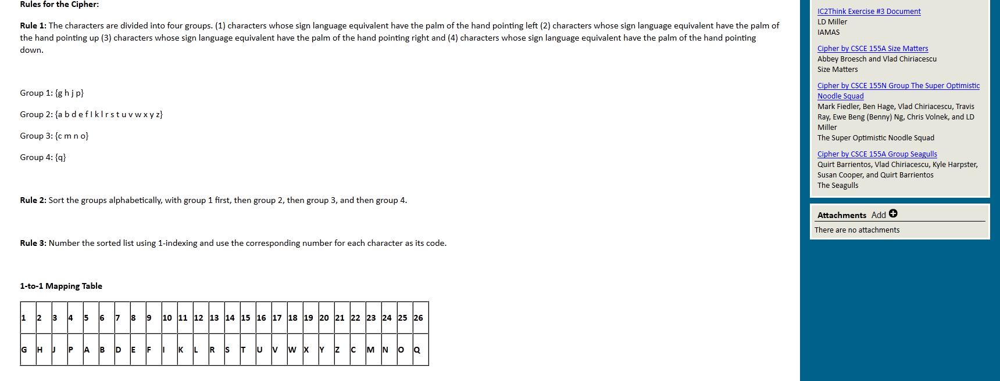 Rules for the Cipher:
Rule 1: The characters are divided into four groups. (1) characters whose sign language equivalent have the palm of the hand pointing left (2) characters whose sign language equivalent have the palm of
the hand pointing up (3) characters whose sign language equivalent have the palm of the hand pointing right and (4) characters whose sign language equivalent have the palm of the hand pointing
down.
Group 1: {g h j p}
Group 2: {a b d e f I k l r s t u v w x y z}
Group 3: {c m n o}
Group 4: {q}
Rule 2: Sort the groups alphabetically, with group 1 first, then group 2, then group 3, and then group 4.
Rule 3: Number the sorted list using 1-indexing and use the corresponding number for each character as its code.
1-to-1 Mapping Table
1 2 3 4 5 6 7 8 9 10 11 12 13 14 15 16 17 18 19 20 21 22 23 24 25 26
G H J P A B D E F I K L R S T U V W X Y Z C M N O Q
IC2Think Exercise #3 Document
LD Miller
IAMAS
Cipher by CSCE 155A Size Matters
Abbey Broesch and Vlad Chiriacescu
Size Matters
Cipher by CSCE 155N Group The Super Optimistic
Noodle Squad
Mark Fiedler, Ben Hage, Vlad Chiriacescu, Travis
Ray, Ewe Beng (Benny) Ng, Chris Volnek, and LD
Miller
The Super Optimistic Noodle Squad
Cipher by CSCE 155A Group Seagulls
Quirt Barrientos, Vlad Chiriacescu, Kyle Harpster,
Susan Cooper, and Quirt Barrientos
The Seagulls
Attachments Add
There are no attachments